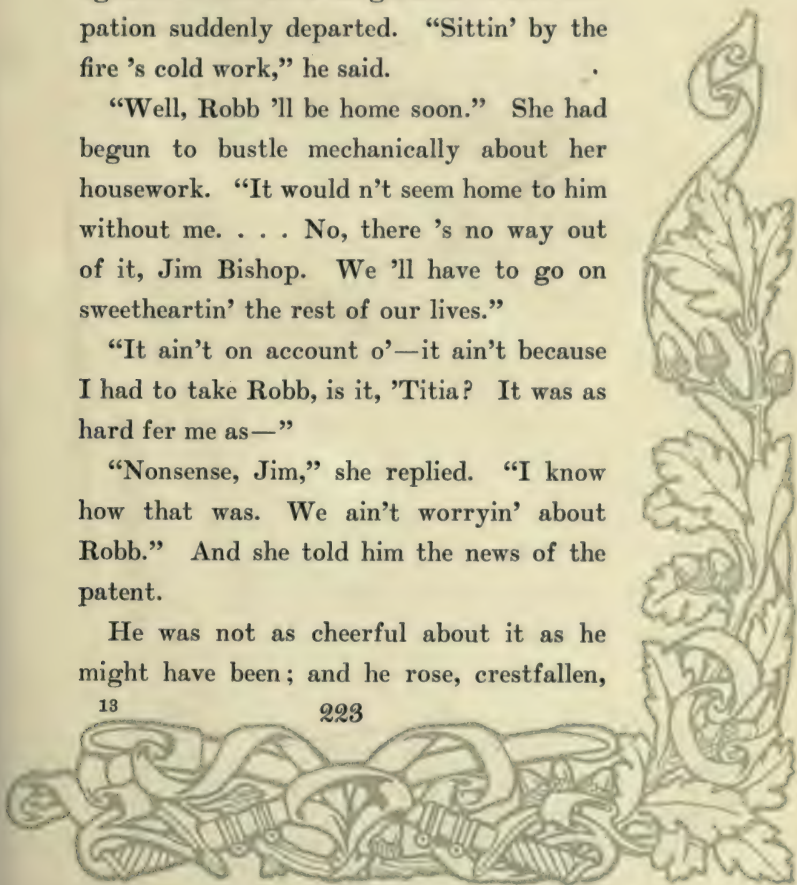 pation suddenly departed. “Sittin’ by the
fire ’s cold work,” he said.
“Well, Robb ’ll be home soon.” She had
begun to bustle mechanically about her
housework. “It would n’t seem home to him
without me. . . . No, there ’s no way out
of it, Jim Bishop. We ’ll have to go on
sweetheartin’ the rest of our lives.”
“It ain’t on account o’—it ain’t because
I had to take Robb, is it, ’Titia? It was as
hard fer me as—”
“Nonsense, Jim,” she replied. “I know
how that was. We ain’t worryin’ about
Robb.” And she told him the news of the
patent.
He was not as cheerful about it as he
might have been; and he rose, crestfallen,
13 223